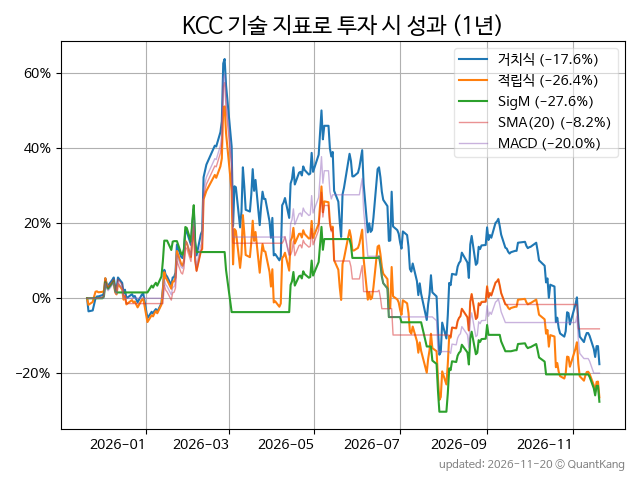 KCC 기술 지표로 투자 시 성과 (1년)
거치식 (−17.6%)
적립식 (−26.4%)
SigM (−27.6%)
SMA(20) (−8.2%)
MACD (−20.0%)
60%
40%
20%
0%
−20%
2026-01 2026-03 2026-05 2026-07 2026-09 2026-11
updated: 2026-11-20 © QuantKang